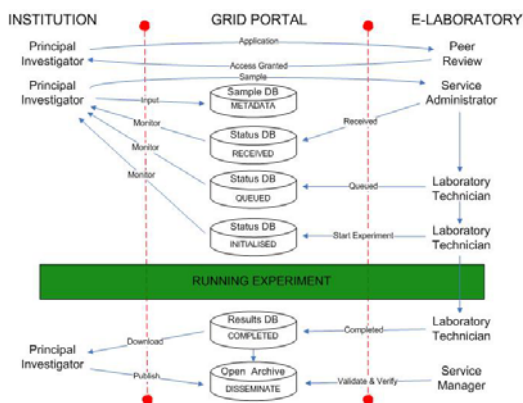 INSTITUTION GRID PORTAL E-LABORATORY
Principal
Investigator
Application
Access Granted
Peer
Review
Principal
Investigator
Sample
Input
Sample DB
METADATA
Service
Administrator
Monitor
Status DB
RECEIVED
Received
Monitor
Status DB
QUEUED
Queued
Laboratory
Technician
Monitor
Status DB
INITIALISED
Start Experiment
Laboratory
Technician
RUNNING EXPERIMENT
Results DB
COMPLETED
Completed
Laboratory
Technician
Download
Principal
Investigator
Publish
Open Archive
DISSEMINATE
Validate & Verify
Service
Manager